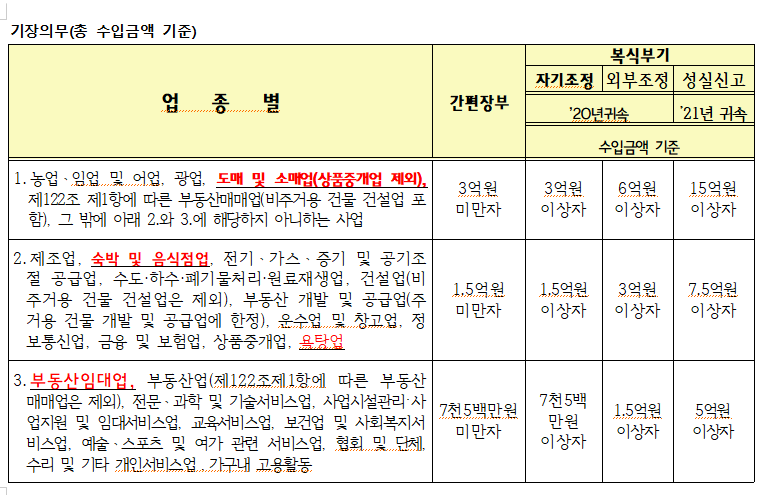 기장의무(총 수입금액 기준)
업 종 별
간편장부
복식부기
자기조정
외부조정
성실신고
'20년귀속
'21년 귀속
수입금액 기준
1. 농업ㆍ임업 및 어업, 광업, 도매 및 소매업(상품중개업 제외),
제122조 제1항에 따른 부동산매매업(비주거용 건물 건설업 포
함), 그 밖에 아래 2.와 3.에 해당하지 아니하는 사업
3억원
미만자
3억원
이상자
6억원
이상자
15억원
이상자
2. 제조업, 숙박 및 음식점업, 전기ㆍ가스ㆍ증기 및 공기조
절 공급업, 수도·하수·폐기물처리·원료재생업, 건설업(비
주거용 건물 건설업은 제외), 부동산 개발 및 공급업(주
거용 건물 개발 및 공급업에 한정), 운수업 및 창고업, 정
보통신업, 금융 및 보험업, 상품중개업, 욕탕업
1.5억원
미만자
1.5억원
이상자
3억원
이상자
7.5억원
이상자
3. 부동산임대업, 부동산업(제122조제1항에 따른 부동산
매매업은 제외), 전문ㆍ과학 및 기술서비스업, 사업시설관리·사
업지원 및 임대서비스업, 교육서비스업, 보건업 및 사회복지서
비스업, 예술ㆍ스포츠 및 여가 관련 서비스업, 협회 및 단체,
수리 및 기타 개인서비스업, 가구내 고용활동
7천5백만원
미만자
7천5백
만원
이상자
1.5억원
이상자
5억원
이상자